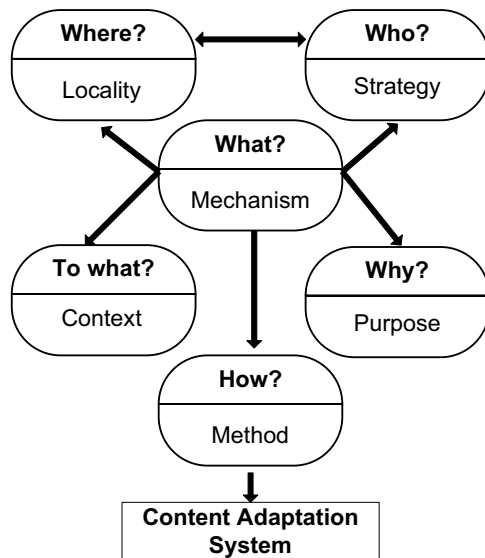 Where?
Locality
Who?
Strategy
What?
Mechanism
To what?
Context
Why?
Purpose
How?
Method
Content Adaptation
System